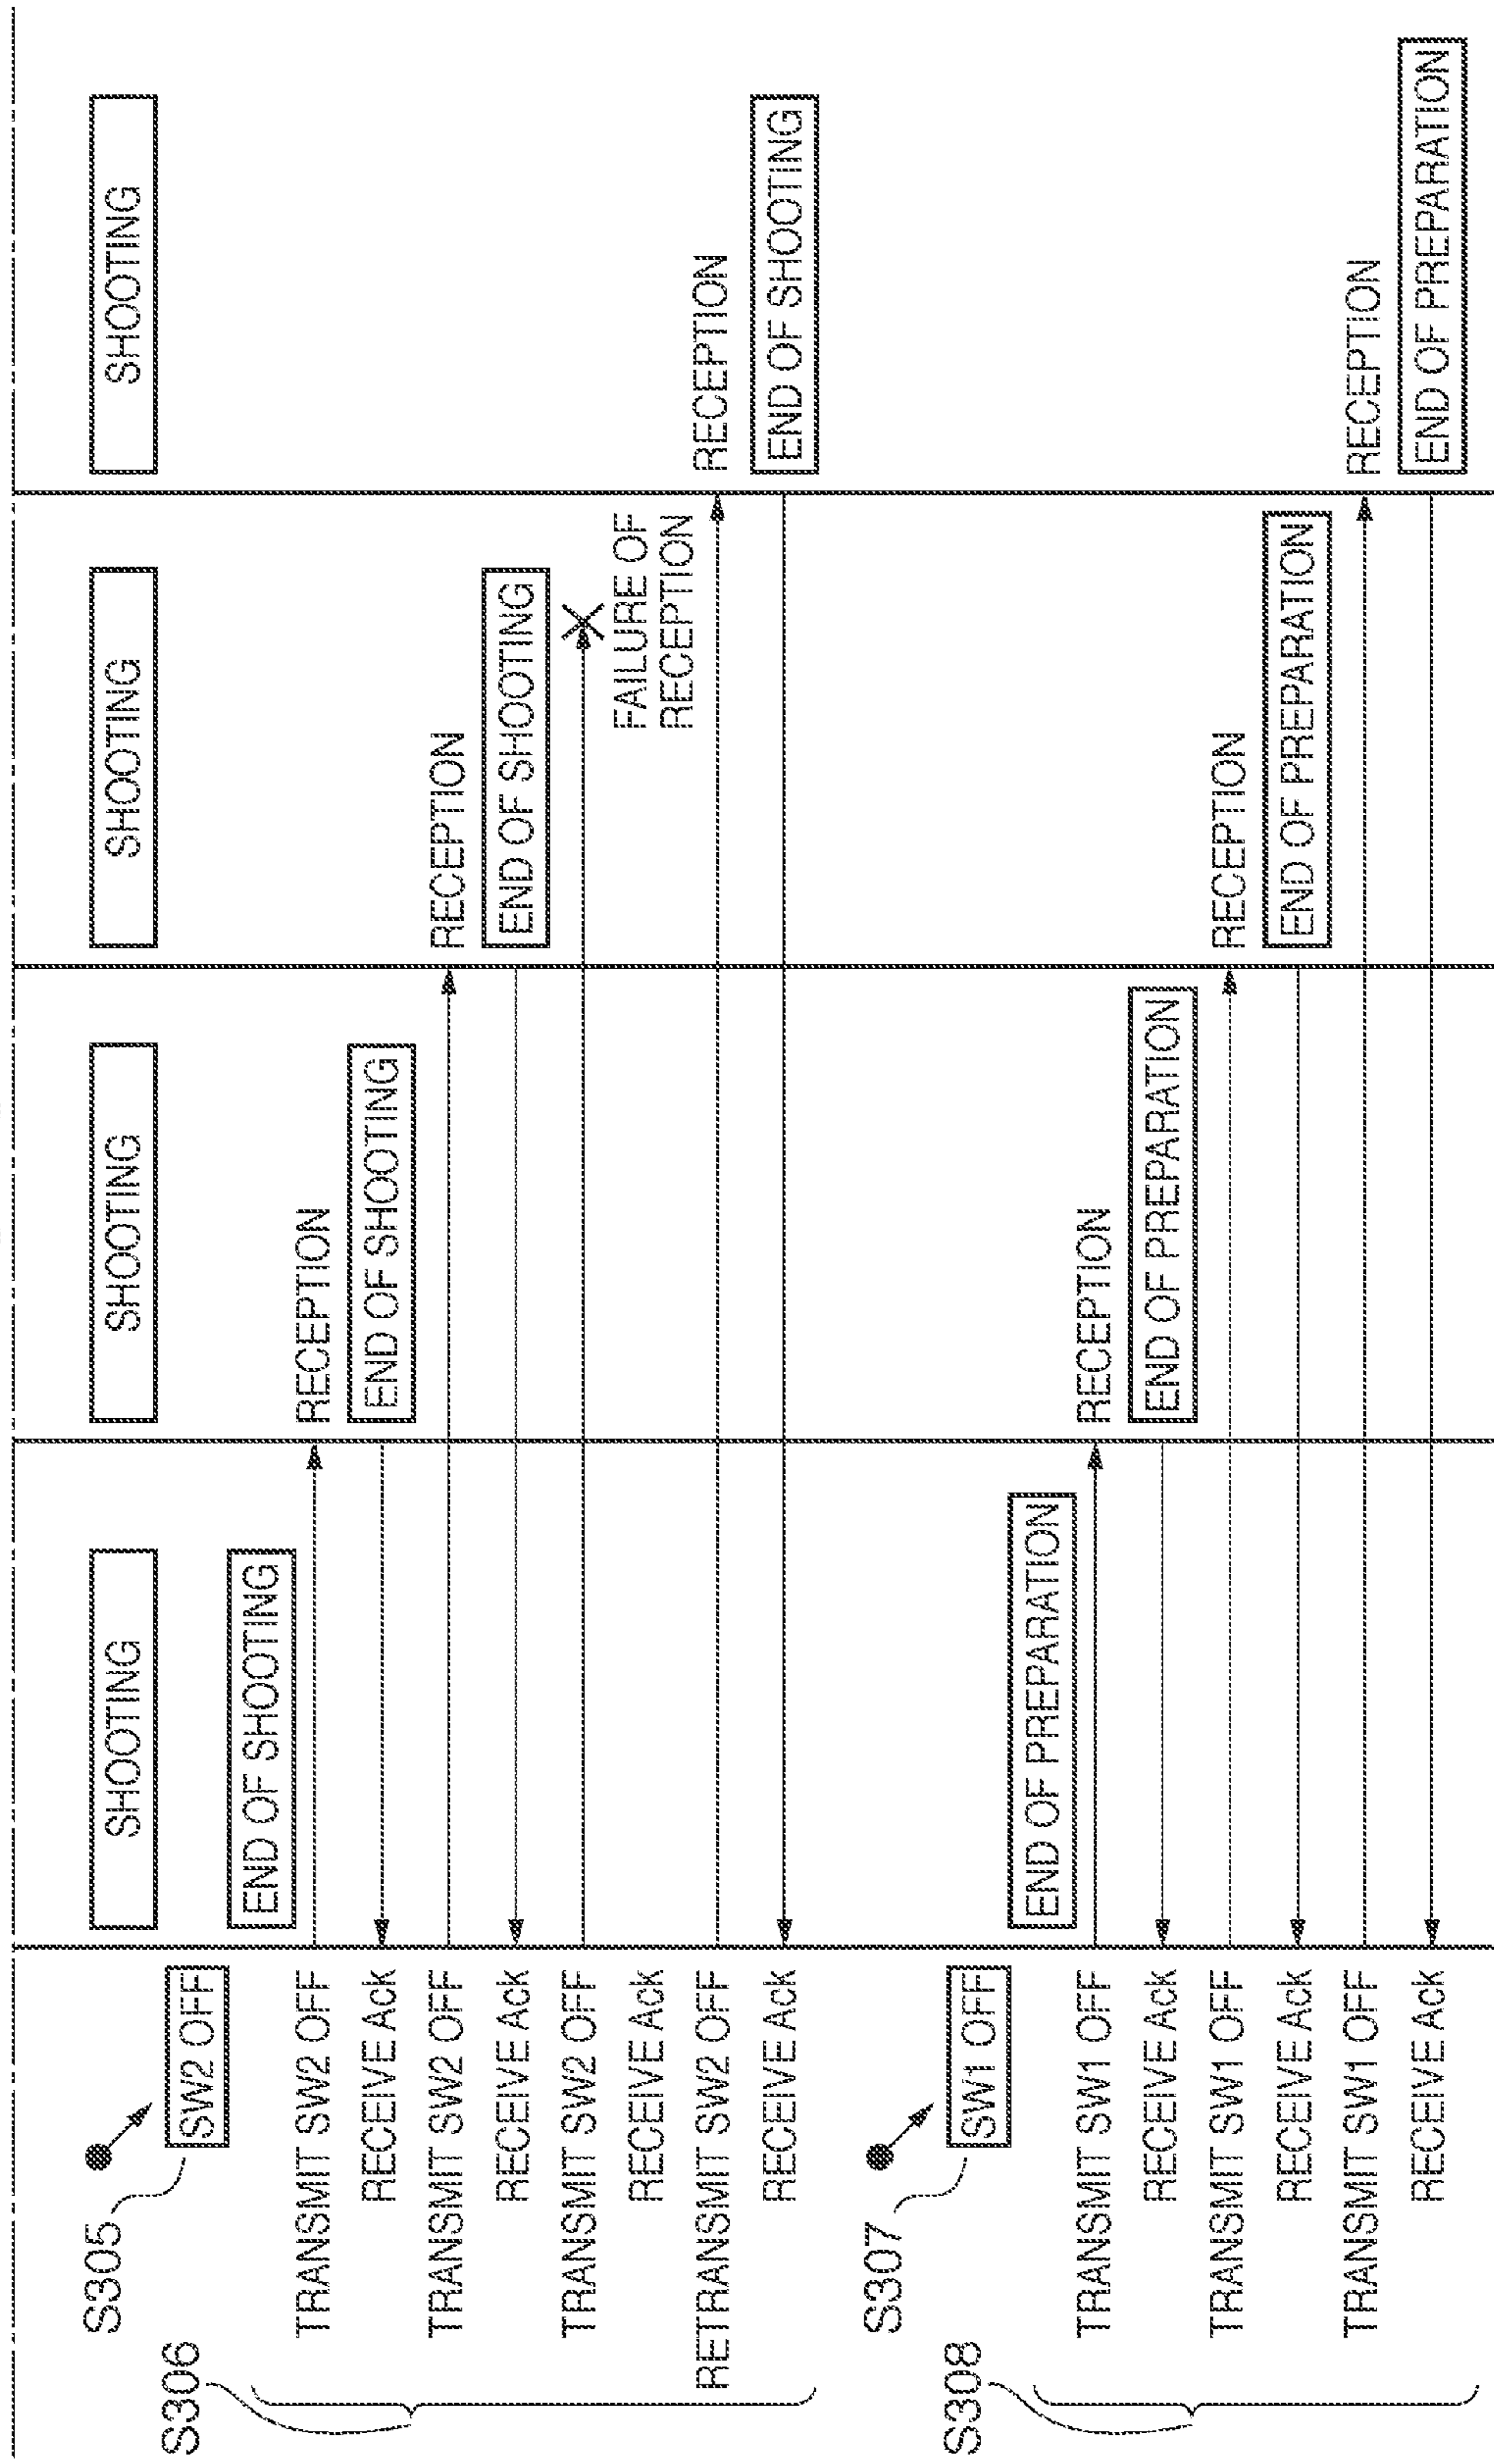 SHOOTING
SHOOTING
SHOOTING
SHOOTING
S305
SW2 OFF
END OF SHOOTING
S306
TRANSMIT SW2 OFF
RECEPTION
RECEIVE Ack
END OF SHOOTING
TRANSMIT SW2 OFF
RECEPTION
RECEIVE Ack
END OF SHOOTING
TRANSMIT SW2 OFF
FAILURE OF
RECEPTION
RECEIVE Ack
RETRANSMIT SW2 OFF
RECEPTION
RECEIVE Ack
END OF SHOOTING
S307
SW1 OFF
END OF PREPARATION
S308
TRANSMIT SW1 OFF
RECEPTION
RECEIVE Ack
END OF PREPARATION
TRANSMIT SW1 OFF
RECEPTION
RECEIVE Ack
END OF PREPARATION
TRANSMIT SW1 OFF
RECEPTION
RECEIVE Ack
END OF PREPARATION